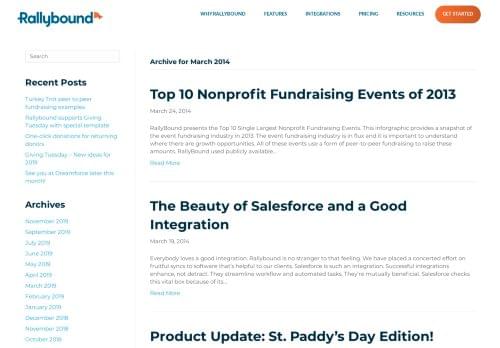 Rallybound
WHY RALLYBOUND
FEATURES
INTEGRATIONS
PRICING
RESOURCES
GET STARTED
Search
Recent Posts
Turkey Trot peer to peer
fundraising examples
Rallybound supports Giving
Tuesday with special template
One-click donations for returning
donors
Giving Tuesday – New ideas for
2019
See you at Dreamforce later this
month!
Archives
November 2019
September 2019
July 2019
June 2019
May 2019
April 2019
March 2019
February 2019
January 2019
December 2018
November 2018
October 2018
Archive for March 2014
Top 10 Nonprofit Fundraising Events of 2013
March 24, 2014
RallyBound presents the Top 10 Single Largest Nonprofit Fundraising Events. This infographic provides a snapshot of
the event fundraising industry in 2013. The event fundraising industry is in flux and it is important to understand
where there are growth opportunities. All of these events use a form of peer-to-peer fundraising to raise these
amounts. RallyBound used publicly available...
Read More
The Beauty of Salesforce and a Good
Integration
March 19, 2014
Everybody loves a good integration. Rallybound is no stranger to that feeling. We have placed a concerted effort on
fruitful syncs to software that's helpful to our clients. Salesforce is such an integration. Successful integrations
enhance, not detract. They streamline workflow and automated tasks. They're mutually beneficial. Salesforce checks
this vital box because of its...
Read More
Product Update: St. Paddy's Day Edition!